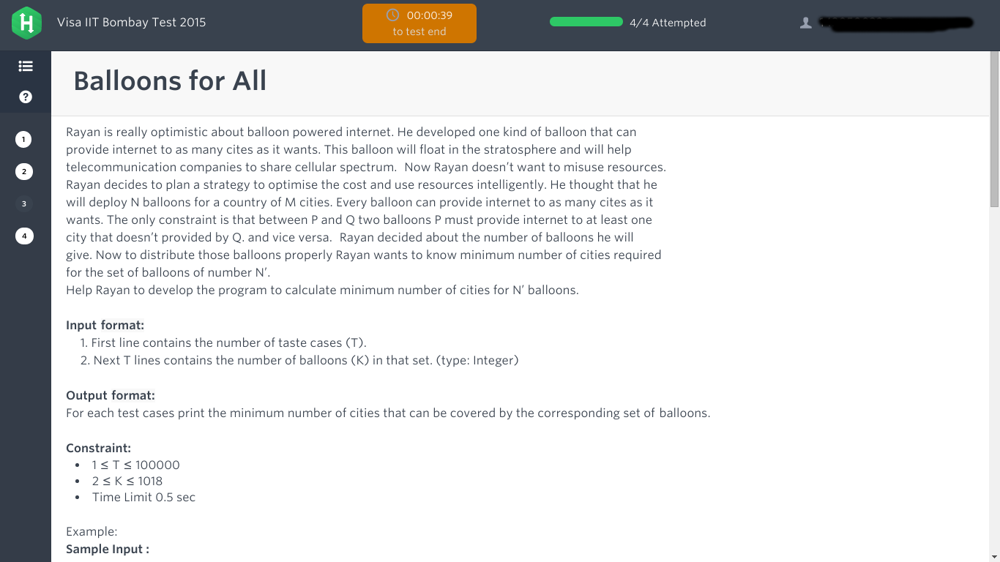 Visa IIT Bombay Test 2015
00:00:39
to test end
4/4 Attempted
Balloons for All
1
2
3
4
Rayan is really optimistic about balloon powered internet. He developed one kind of balloon that can
provide internet to as many cites as it wants. This balloon will float in the stratosphere and will help
telecommunication companies to share cellular spectrum.  Now Rayan doesn't want to misuse resources.
Rayan decides to plan a strategy to optimise the cost and use resources intelligently. He thought that he
will deploy N balloons for a country of M cities. Every balloon can provide internet to as many cites as it
wants. The only constraint is that between P and Q two balloons P must provide internet to at least one
city that doesn't provided by Q. and vice versa.  Rayan decided about the number of balloons he will
give. Now to distribute those balloons properly Rayan wants to know minimum number of cities required
for the set of balloons of number N’.
Help Rayan to develop the program to calculate minimum number of cities for N’ balloons.
Input format:
1. First line contains the number of taste cases (T).
2. Next T lines contains the number of balloons (K) in that set. (type: Integer)
Output format:
For each test cases print the minimum number of cities that can be covered by the corresponding set of balloons.
Constraint:
• 1 ≤ T ≤ 100000
• 2 ≤ K ≤ 1018
• Time Limit 0.5 sec
Example:
Sample Input :